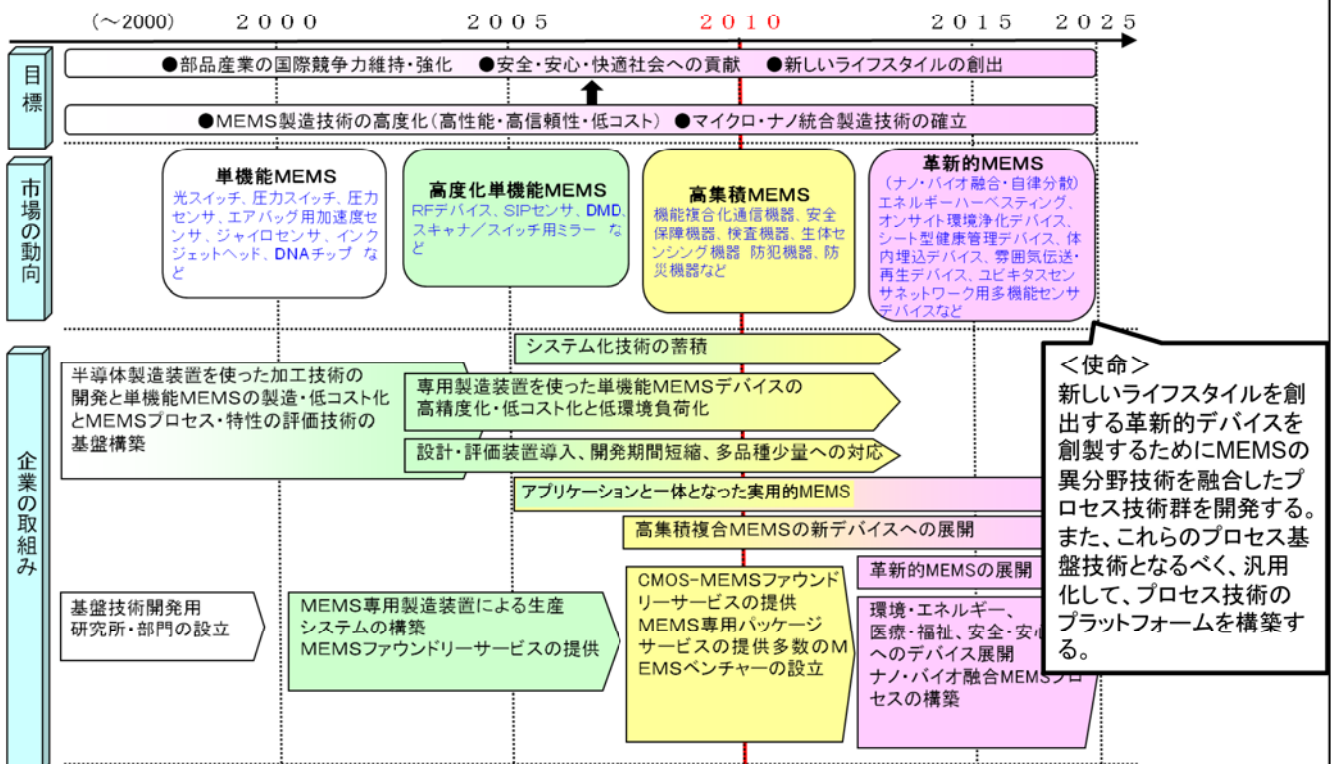 (～2000)
2000
2005
2010
2015
2025
目標
●部品産業の国際競争力維持・強化 ●安全・安心・快適社会への貢献 ●新しいライフスタイルの創出
●MEMS製造技術の高度化(高性能・高信頼性・低コスト) ●マイクロ・ナノ統合製造技術の確立
市場の動向
単機能MEMS
光スイッチ、圧力スイッチ、圧力
センサ、エアバッグ用加速度セ
ンサ、ジャイロセンサ、インク
ジェットヘッド、DNAチップ な
ど
高度化単機能MEMS
RFデバイス、SIPセンサ、DMD、
スキャナ／スイッチ用ミラー な
ど
高集積MEMS
機能複合化通信機器、安全
保障機器、検査機器、生体セ
ンシング機器 防犯機器、防
災機器など
革新的MEMS
(ナノ・バイオ融合・自律分散)
エネルギーハーベスティング、
オンサイト環境浄化デバイス、
シート型健康管理デバイス、体
内埋込デバイス、雰囲気伝送・
再生デバイス、ユビキタスセン
サネットワーク用多機能センサ
デバイスなど
企業の取組み
システム化技術の蓄積
半導体製造装置を使った加工技術の
開発と単機能MEMSの製造・低コスト化
とMEMSプロセス・特性の評価技術の
基盤構築
専用製造装置を使った単機能MEMSデバイスの
高精度化・低コスト化と低環境負荷化
設計・評価装置導入、開発期間短縮、多品種少量への対応
アプリケーションと一体となった実用的MEMS
高集積複合MEMSの新デバイスへの展開
革新的MEMSの展開
基盤技術開発用
研究所・部門の設立
MEMS専用製造装置による生産
システムの構築
MEMSファウンドリーサービスの提供
CMOS-MEMSファウンド
リーサービスの提供
MEMS専用パッケージ
サービスの提供多数のM
EMSベンチャーの設立
環境・エネルギー、
医療・福祉、安全・安心
へのデバイス展開
ナノ・バイオ融合MEMSプロ
セスの構築
＜使命＞
新しいライフスタイルを創
出する革新的デバイスを
創製するためにMEMSの
異分野技術を融合したプ
ロセス技術群を開発する。
また、これらのプロセス基
盤技術となるべく、汎用
化して、プロセス技術の
プラットフォームを構築す
る。